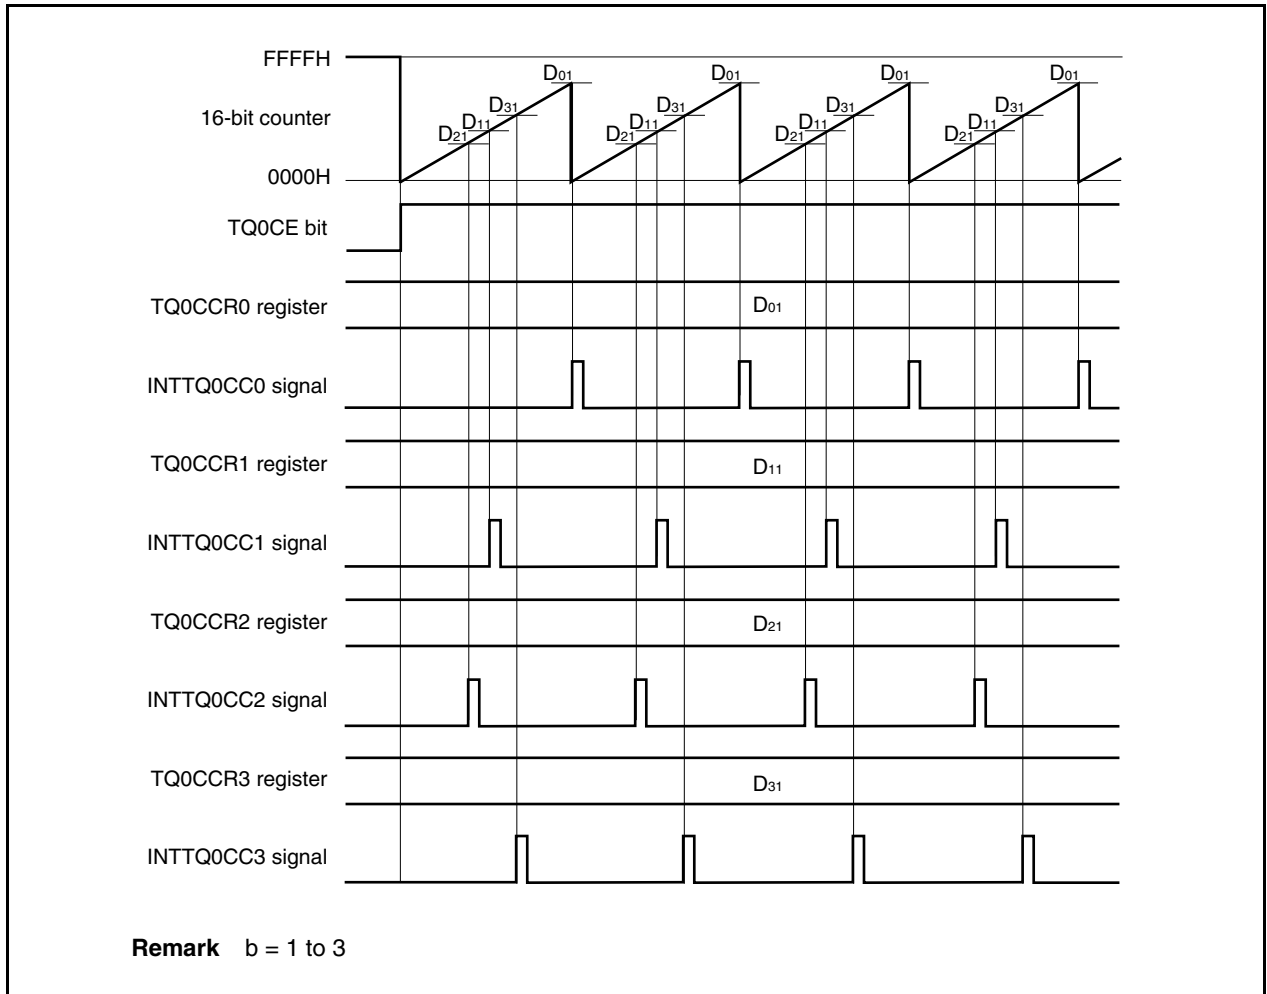 FFFFH
D01 D01 D01 D01
D31 D31 D31 D31
16-bit counter
D11 D11 D11 D11
D21 D21 D21 D21
0000H
TQ0CE bit
TQ0CCR0 register D01
INTTQ0CC0 signal
TQ0CCR1 register D11
INTTQ0CC1 signal
TQ0CCR2 register D21
INTTQ0CC2 signal
TQ0CCR3 register D31
INTTQ0CC3 signal
Remark b = 1 to 3